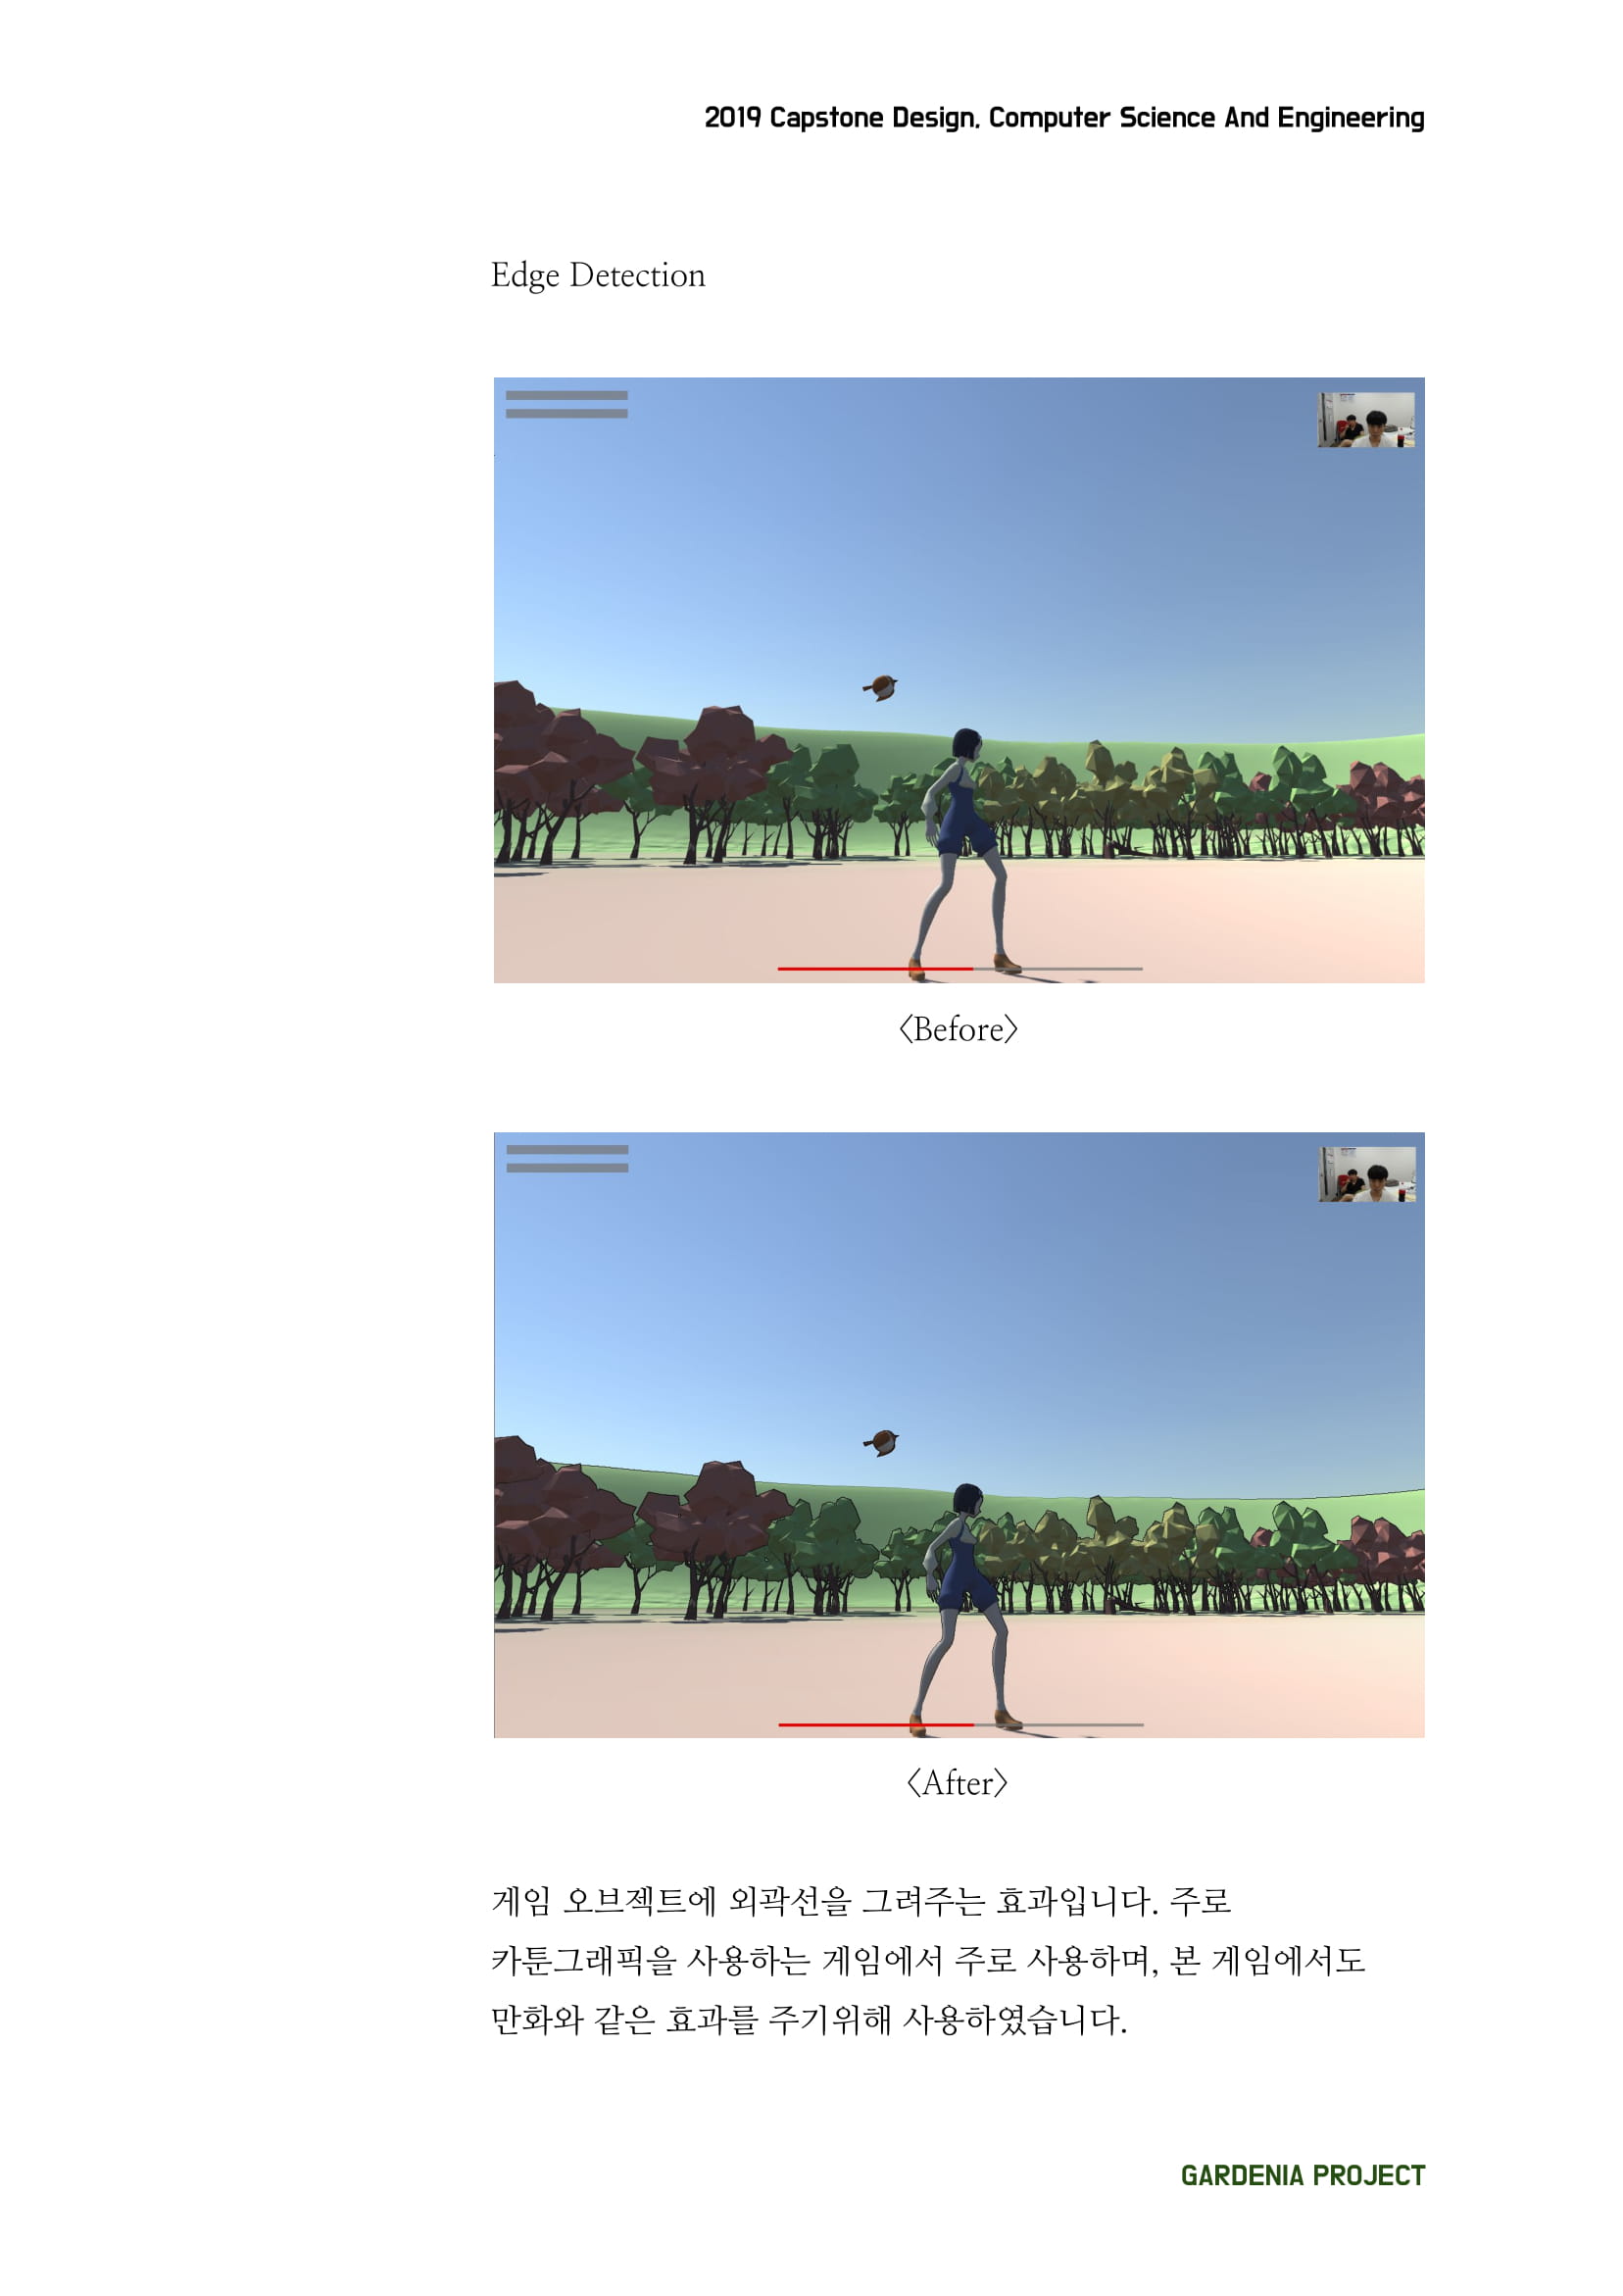 2019 Capstone Design, Computer Science And Engineering
Edge Detection
〈Before〉
〈After〉
게임 오브젝트에 외곽선을 그려주는 효과입니다. 주로
카툰그래픽을 사용하는 게임에서 주로 사용하며, 본 게임에서도
만화와 같은 효과를 주기위해 사용하였습니다.
GARDENIA PROJECT